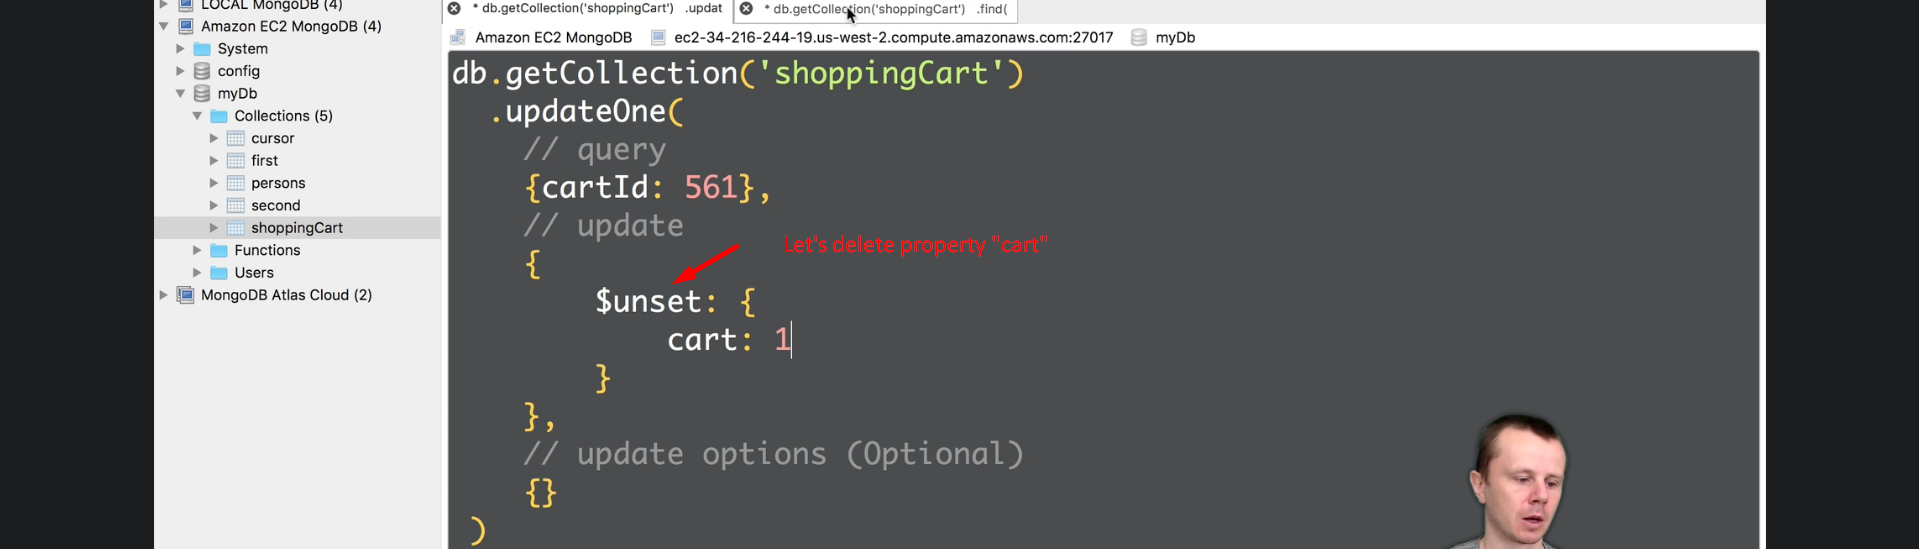 LOCAL MongoDB (4)
Amazon EC2 MongoDB (4)
System
config
myDb
Collections (5)
cursor
first
persons
second
shoppingCart
Functions
Users
MongoDB Atlas Cloud (2)
* db.getCollection('shoppingCart') .updat
* db.getCollection('shoppingCart') .find(
Amazon EC2 MongoDB ec2-34-216-244-19.us-west-2.compute.amazonaws.com:27017 myDb
db.getCollection('shoppingCart')
.updateOne(
// query
{cartId: 561},
// update
{
Let's delete property "cart"
$unset: {
cart: 1
}
},
// update options (Optional)
{}
)